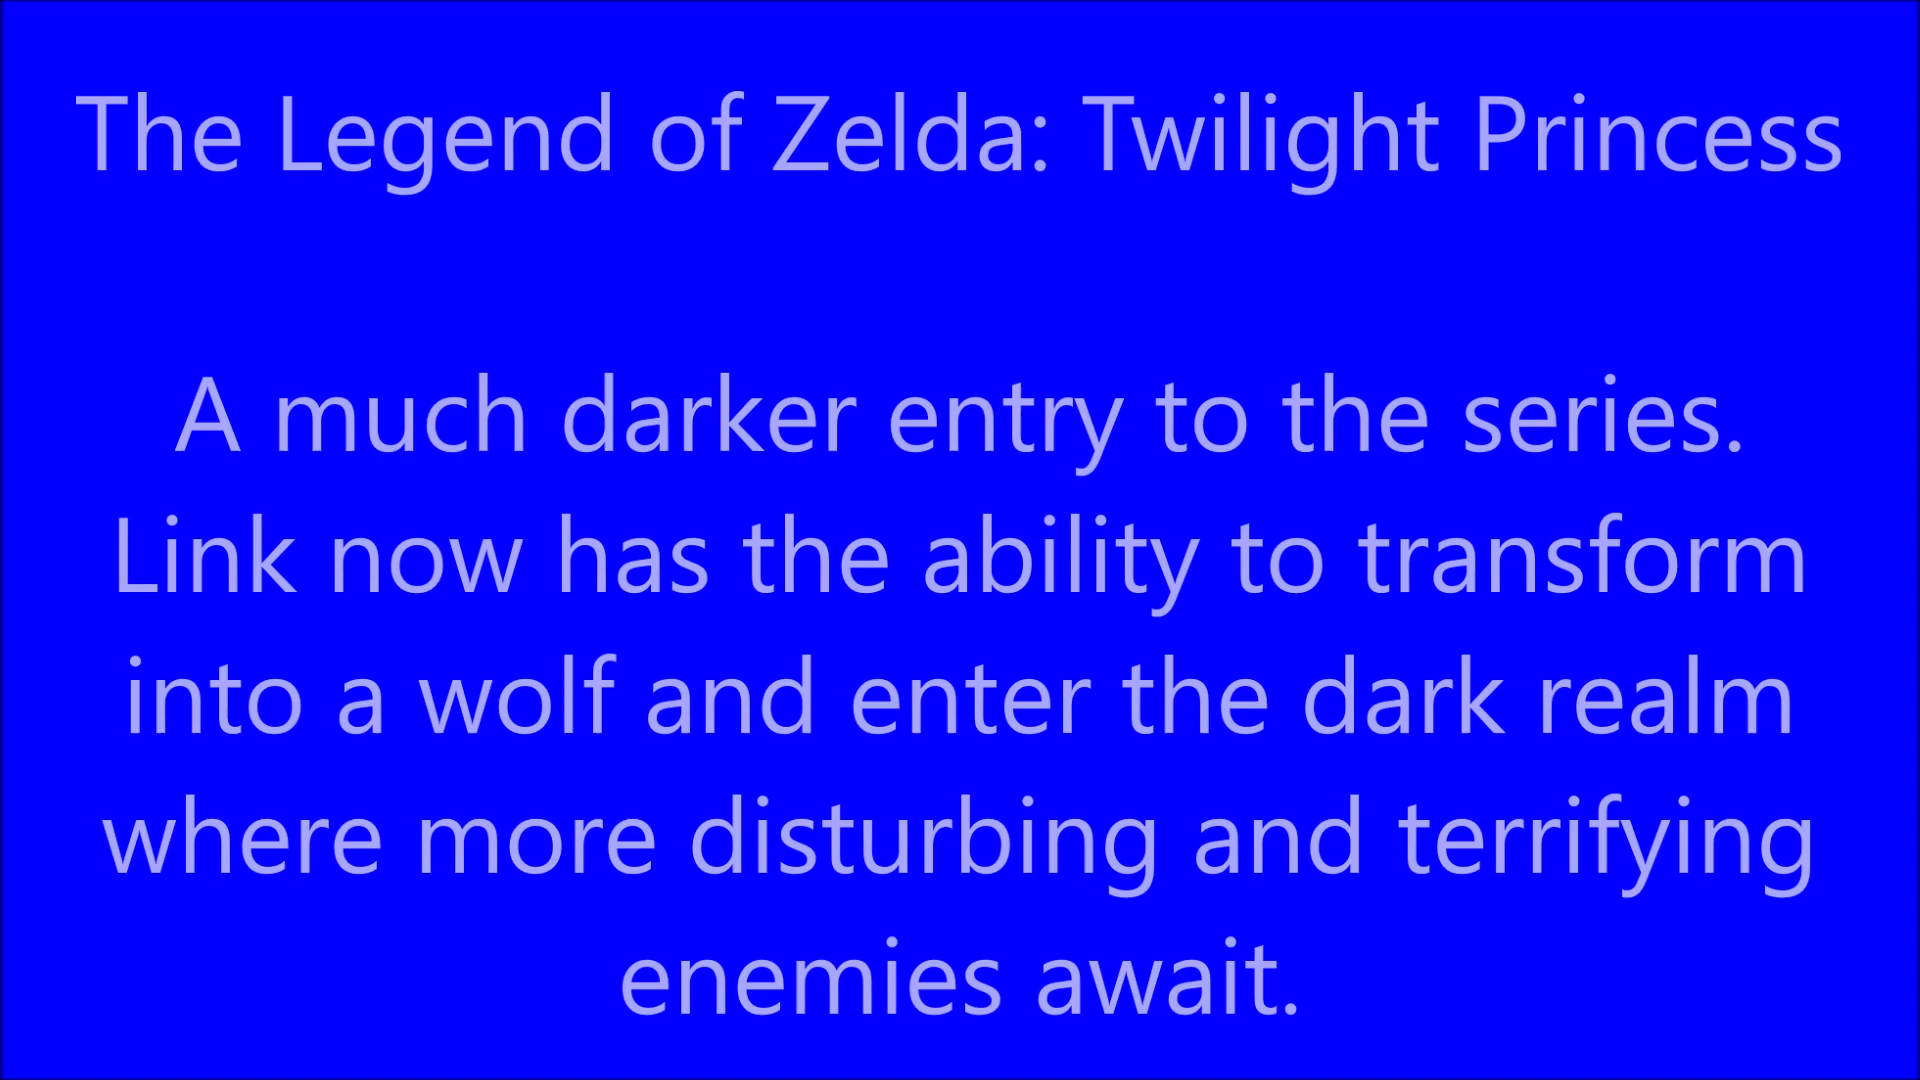 The Legend of Zelda: Twilight Princess
A much darker entry to the series.
Link now has the ability to transform
into a wolf and enter the dark realm
where more disturbing and terrifying
enemies await.